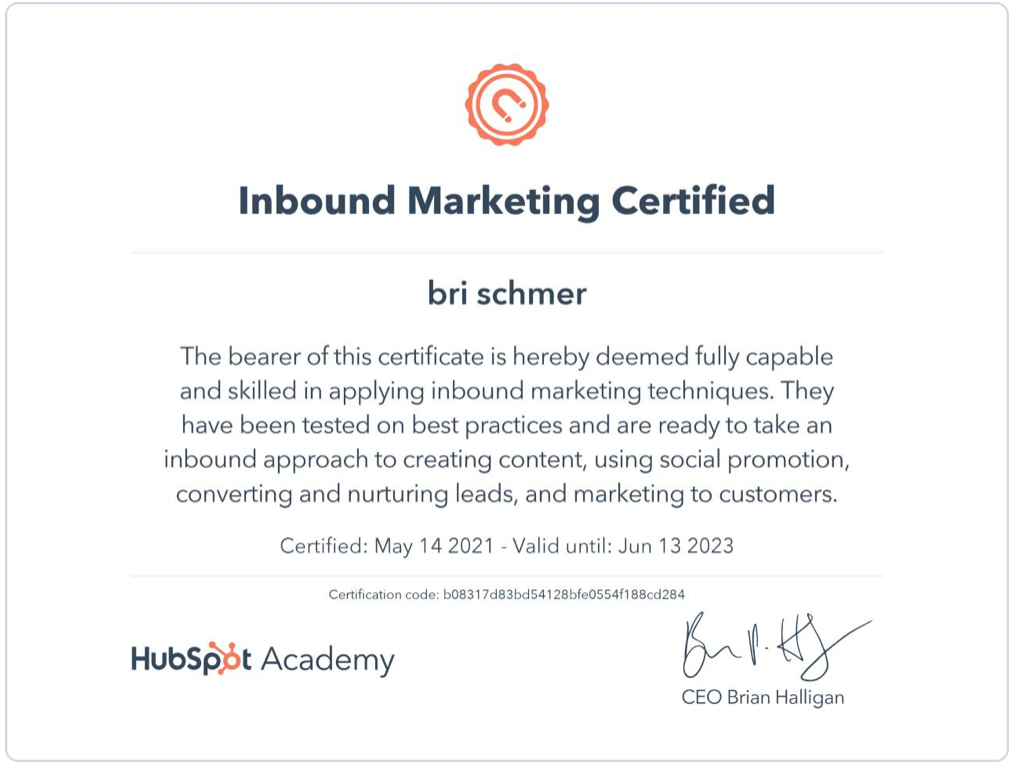 Inbound Marketing Certified
bri schmer
The bearer of this certificate is hereby deemed fully capable
and skilled in applying inbound marketing techniques. They
have been tested on best practices and are ready to take an
inbound approach to creating content, using social promotion,
converting and nurturing leads, and marketing to customers.
Certified: May 14 2021 - Valid until: Jun 13 2023
Certification code: b08317d83bd54128bfe0554f188cd284
HubSpot Academy
CEO Brian Halligan